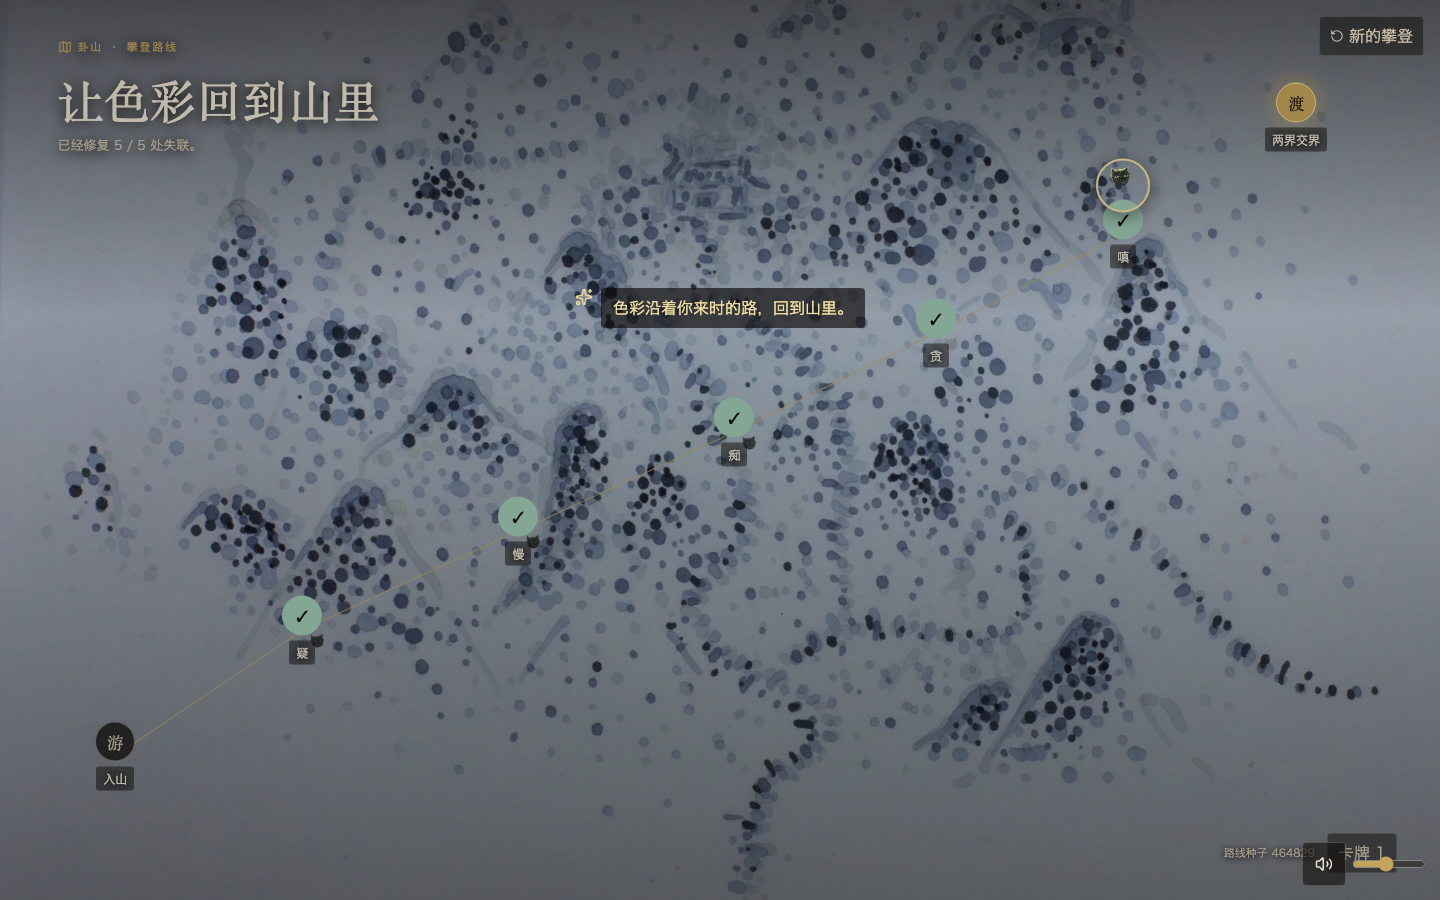 卦山 · 攀登路线
让色彩回到山里
已经修复 5 / 5 处失联。
新的攀登
渡
两界交界
嗔
色彩沿着你来时的路，回到山里。
贪
痴
慢
疑
游
入山
路线种子 464829
卡牌 1